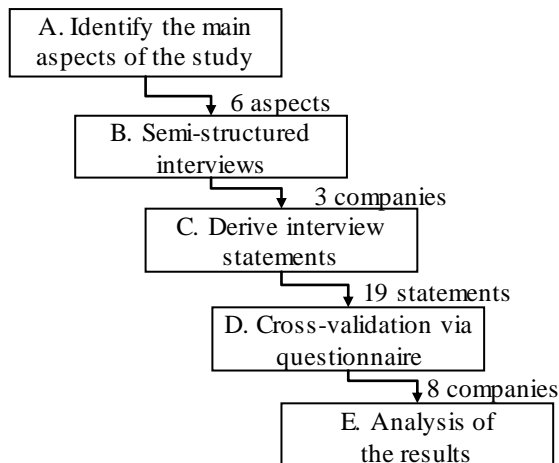 A. Identify the main
aspects of the study
6 aspects
B. Semi-structured
interviews
3 companies
C. Derive interview
statements
19 statements
D. Cross-validation via
questionnaire
8 companies
E. Analysis of
the results